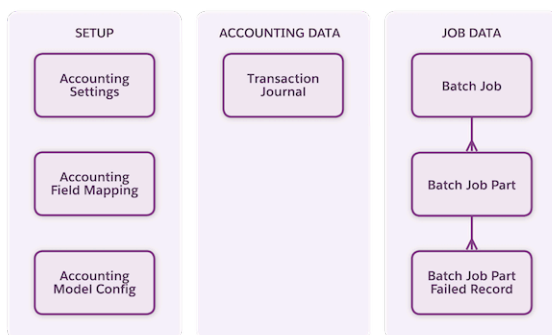 SETUP
Accounting
Settings
Accounting
Field Mapping
Accounting
Model Config
ACCOUNTING DATA
Transaction
Journal
JOB DATA
Batch Job
Batch Job Part
Batch Job Part
Failed Record